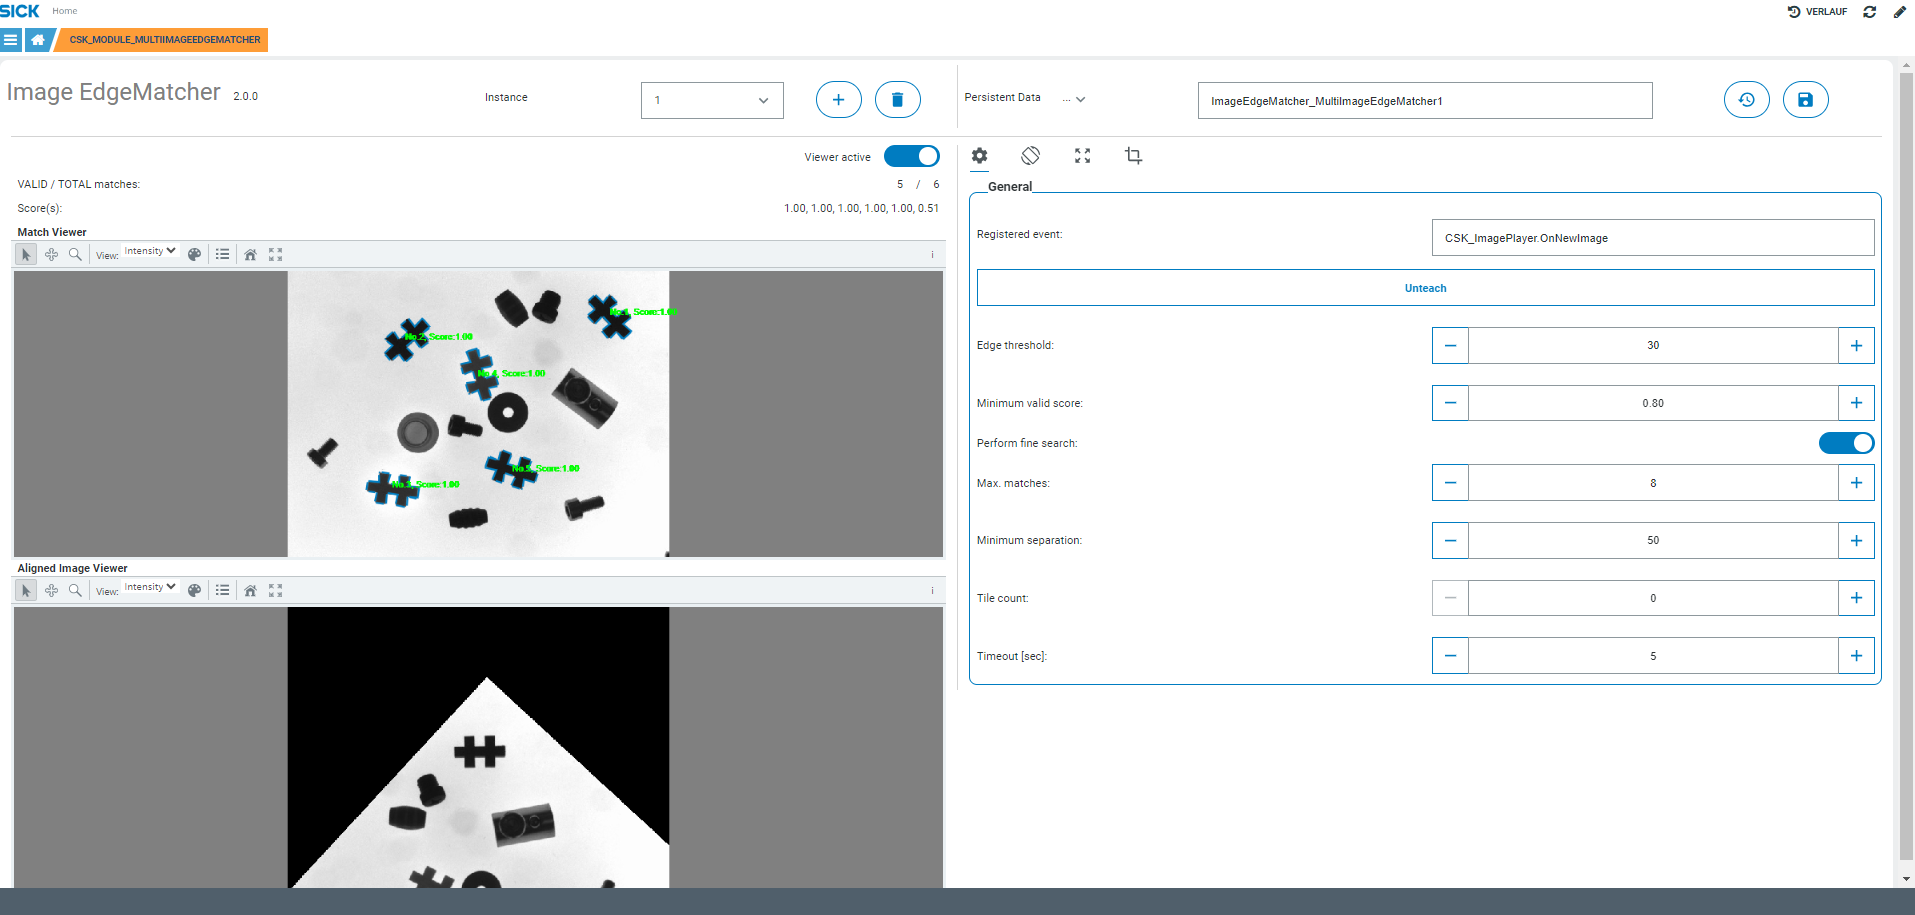 SICK Home
VERLAUF
CSK_MODULE_MULTIIMAGEEDGEMATCHER
Image EdgeMatcher 2.0.0
Instance
1
Persistent Data ...
ImageEdgeMatcher_MultiImageEdgeMatcher1
Viewer active
VALID / TOTAL matches: 5 / 6
Score(s): 1.00, 1.00, 1.00, 1.00, 1.00, 0.51
Match Viewer
View: Intensity
i
No.1, Score:1.00
No.2, Score:1.00
No.4, Score:1.00
No.5, Score:1.00
No.3, Score:1.00
Aligned Image Viewer
View: Intensity
i
General
Registered event: CSK_ImagePlayer.OnNewImage
Unteach
Edge threshold: 30
Minimum valid score: 0.80
Perform fine search:
Max. matches: 8
Minimum separation: 50
Tile count: 0
Timeout [sec]: 5